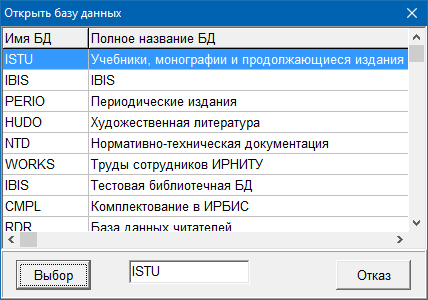 Открыть базу данных
Имя БД Полное название БД
ISTU Учебники, монографии и продолжающиеся издания
IBIS IBIS
PERIO Периодические издания
HUDO Художественная литература
NTD Нормативно-техническая документация
WORKS Труды сотрудников ИРНИТУ
IBIS Тестовая библиотечная БД
CMPL Комплектование в ИРБИС
RDR База данных читателей
Выбор ISTU Отказ